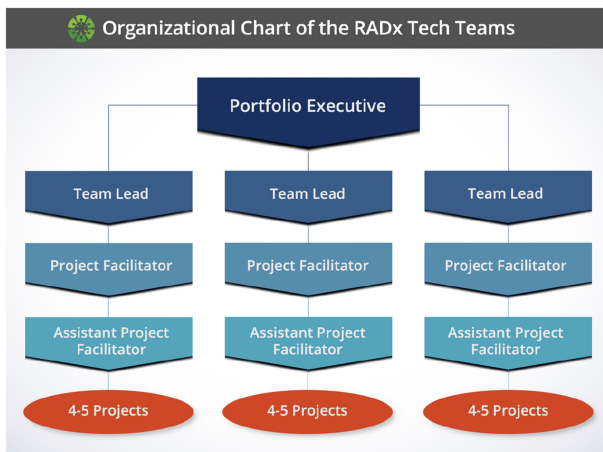 Organizational Chart of the RADx Tech Teams
Portfolio Executive
Team Lead
Team Lead
Team Lead
Project Facilitator
Project Facilitator
Project Facilitator
Assistant Project
Facilitator
Assistant Project
Facilitator
Assistant Project
Facilitator
4-5 Projects
4-5 Projects
4-5 Projects